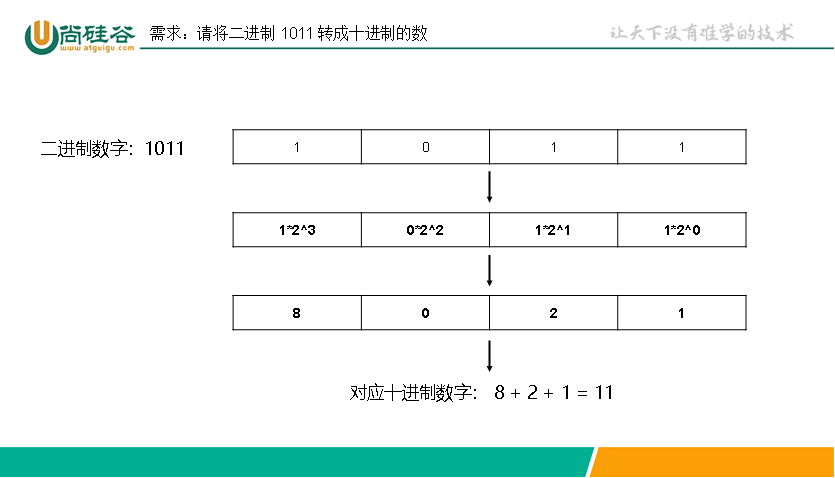 尚硅谷
www.atguigu.com
需求：请将二进制 1011 转成十进制的数
让天下没有难学的技术
二进制数字：1011
1 0 1 1
1*2^3 0*2^2 1*2^1 1*2^0
8 0 2 1
对应十进制数字： 8 + 2 + 1 = 11